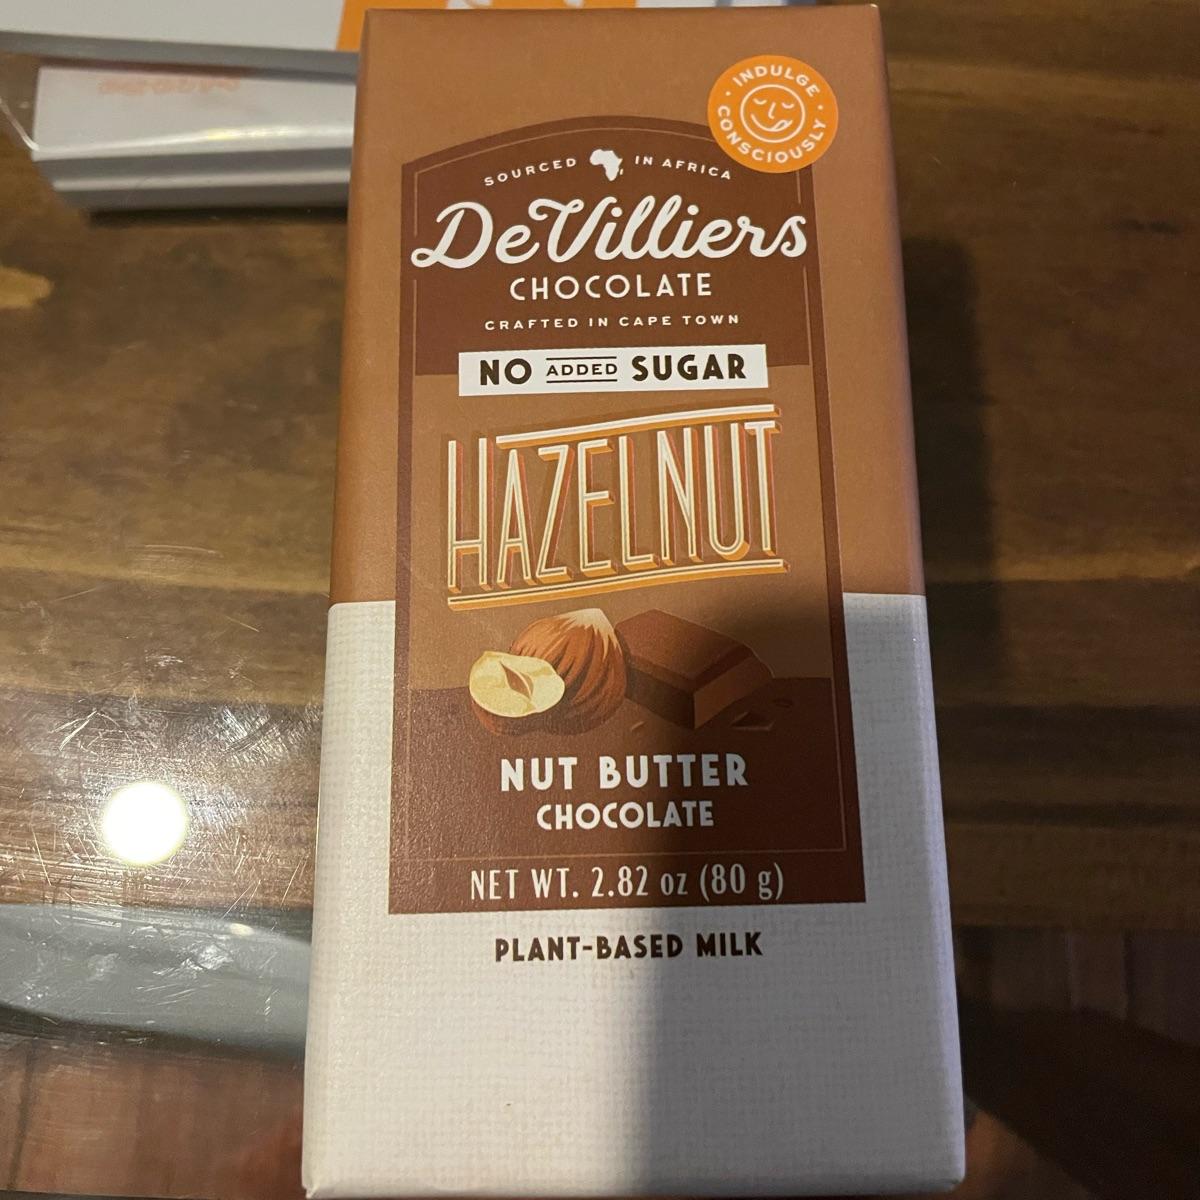 INDULGE CONSCIOUSLY
SOURCED IN AFRICA
DeVilliers
CHOCOLATE
CRAFTED IN CAPE TOWN
NO ADDED SUGAR
HAZELNUT
NUT BUTTER
CHOCOLATE
NET WT. 2.82 oz (80 g)
PLANT-BASED MILK